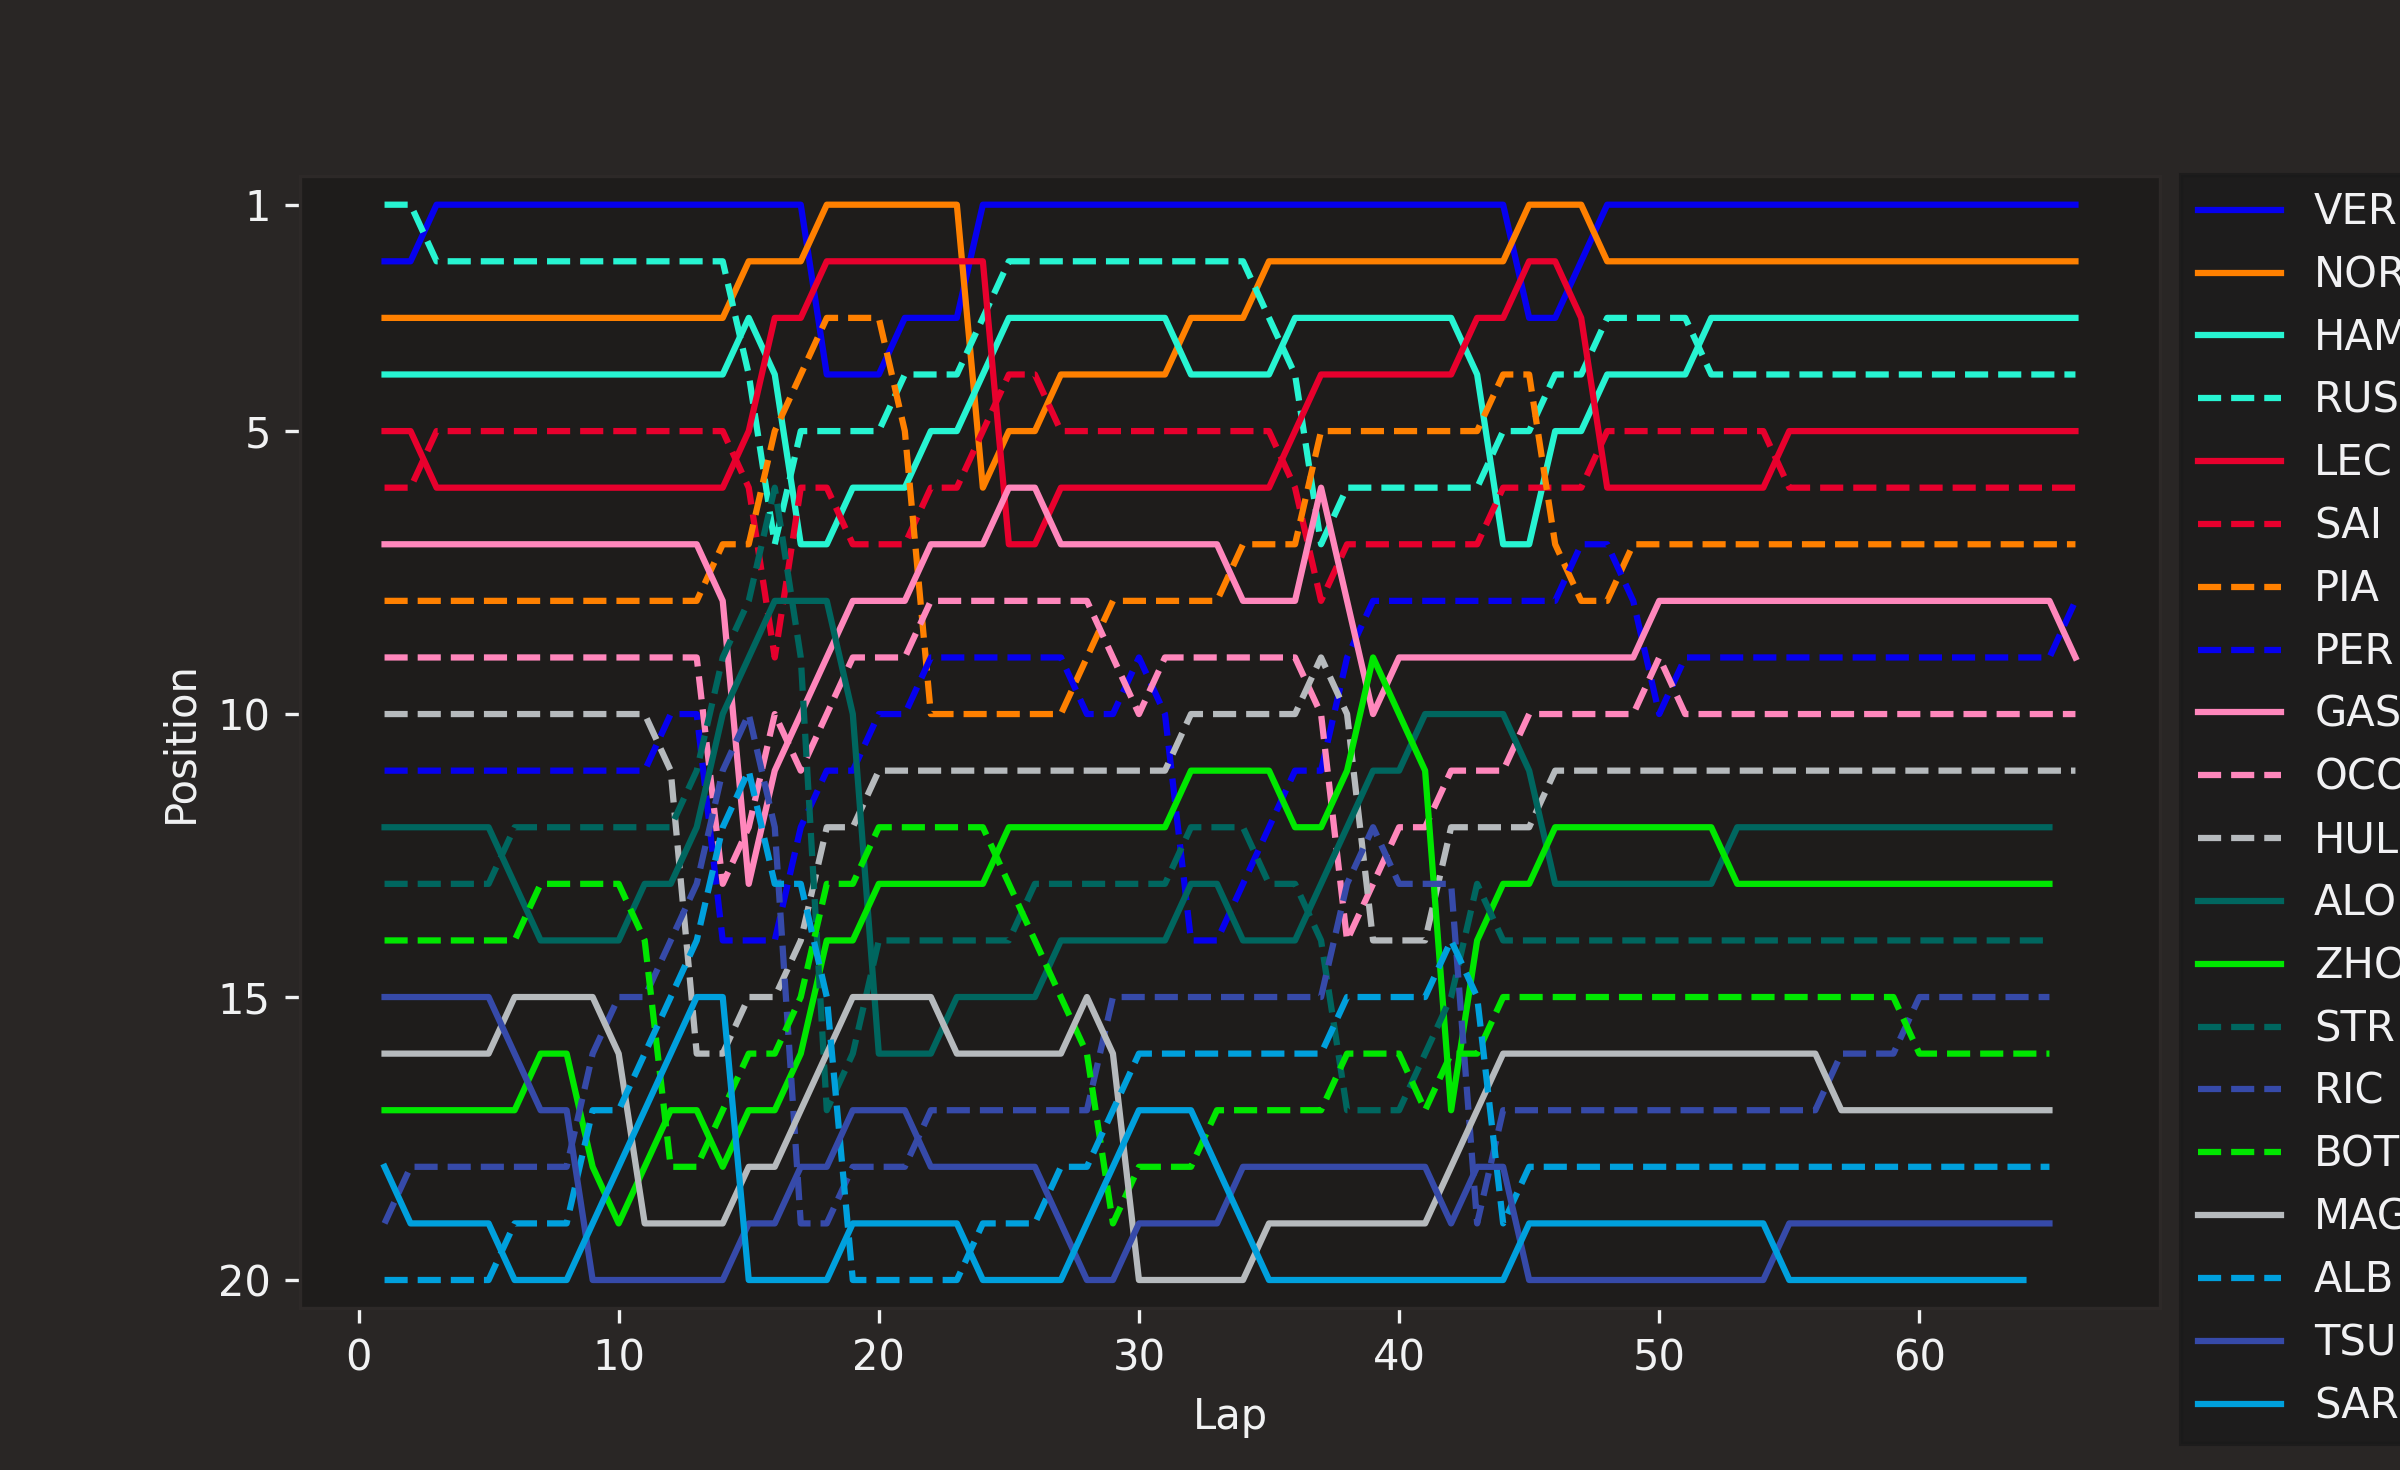 1
5
10
15
20
Position
0 10 20 30 40 50 60
Lap
VER
NOR
HAM
RUS
LEC
SAI
PIA
PER
GAS
OCO
HUL
ALO
ZHO
STR
RIC
BOT
MAG
ALB
TSU
SAR